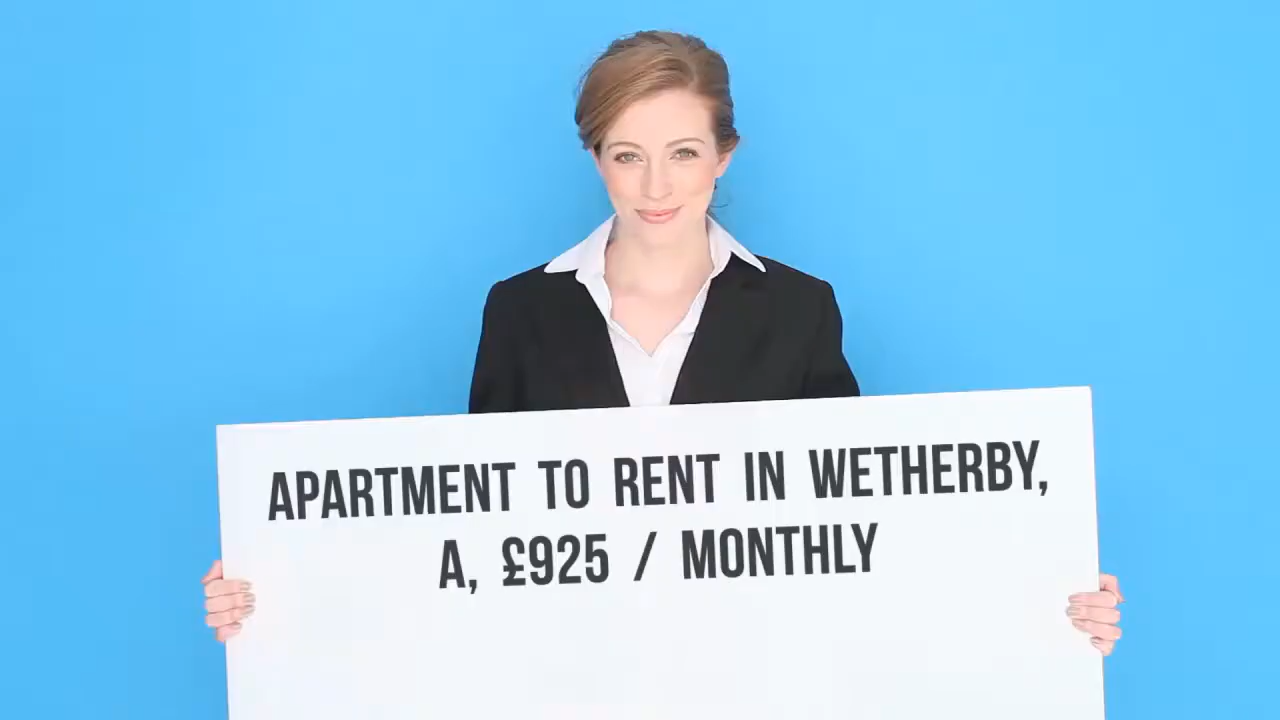 APARTMENT TO RENT IN WETHERBY,
A, £925 / MONTHLY